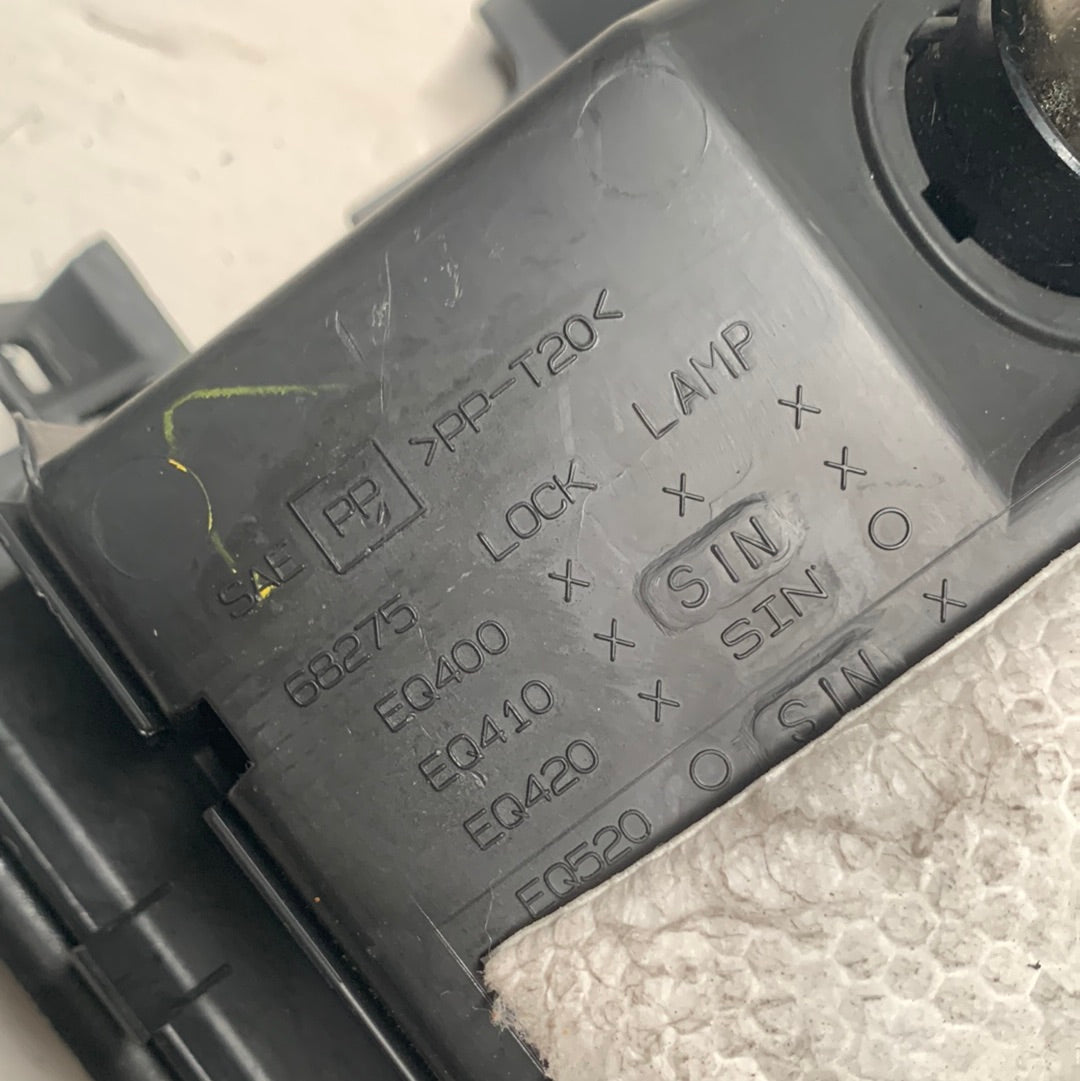 SAE PP >PP-T20<
68275 LOCK LAMP
EQ400 × × ×
EQ410 × SIN ×
EQ420 × SIN ○
EQ520 ○ SIN ×